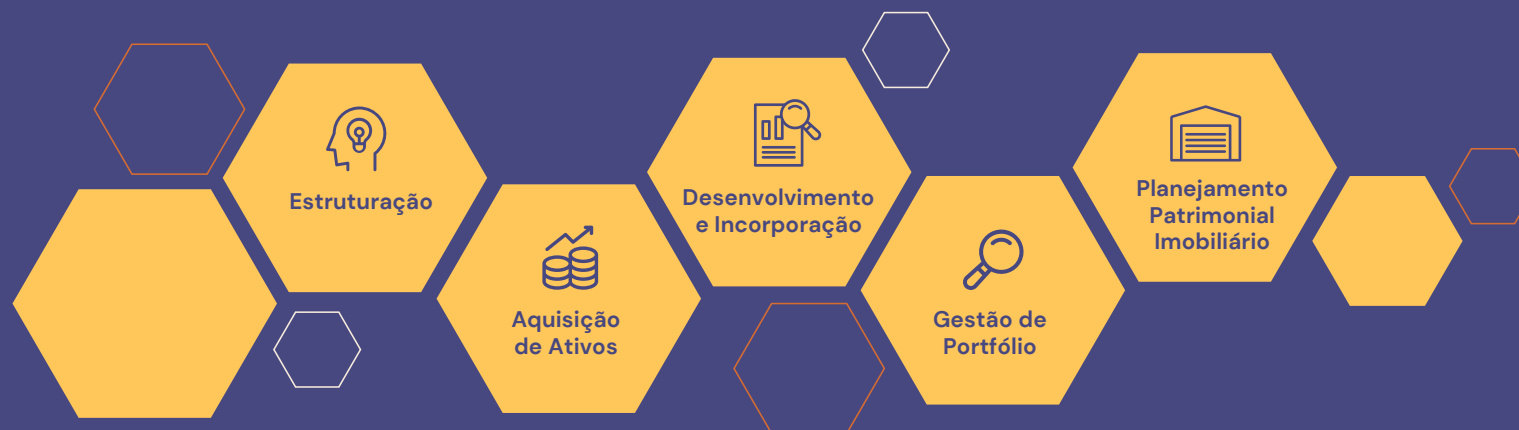 Estruturação
Aquisição
de Ativos
Desenvolvimento
e Incorporação
Gestão de
Portfólio
Planejamento
Patrimonial
Imobiliário